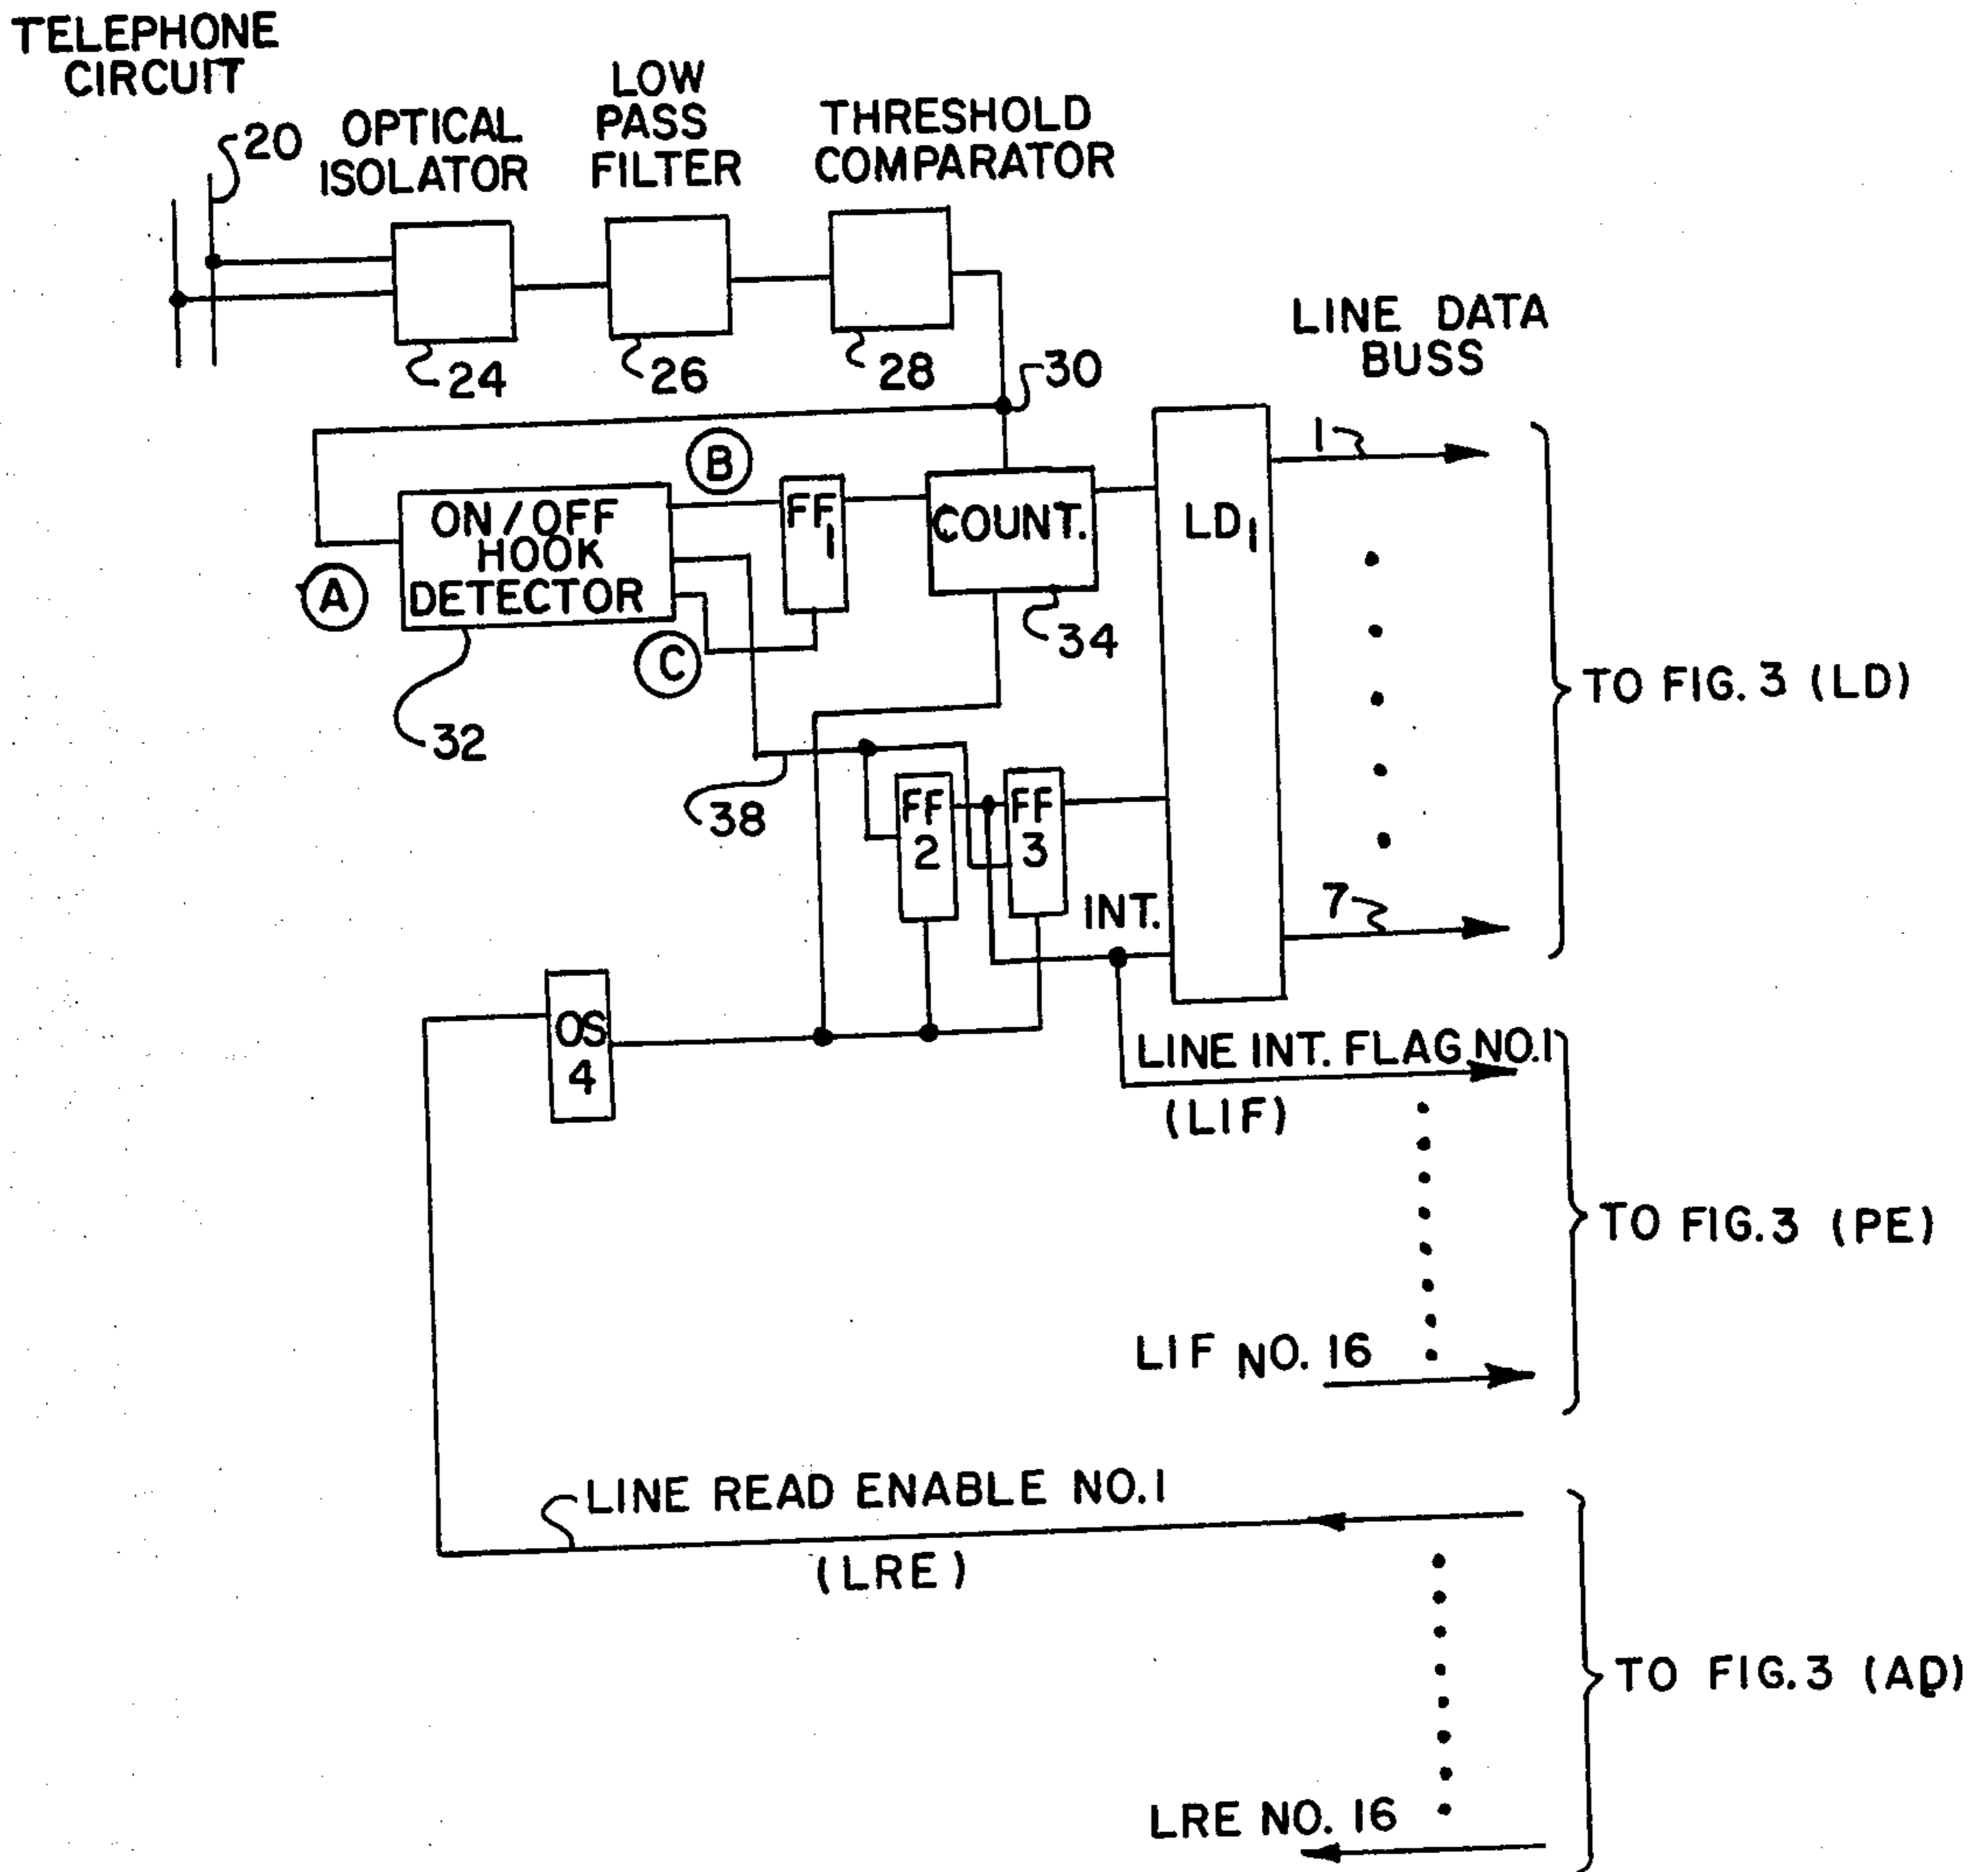 TELEPHONE
CIRCUIT
20
OPTICAL
ISOLATOR
LOW
PASS
FILTER
THRESHOLD
COMPARATOR
24
26
28
30
LINE DATA
BUSS
A
ON/OFF
HOOK
DETECTOR
B
C
FF
1
COUNT.
LD1
1
32
34
TO FIG. 3 (LD)
38
FF
2
FF
3
7
INT.
OS
4
LINE INT. FLAG NO.1
(LIF)
TO FIG. 3 (PE)
LIF NO. 16
LINE READ ENABLE NO.1
(LRE)
TO FIG. 3 (AD)
LRE NO. 16